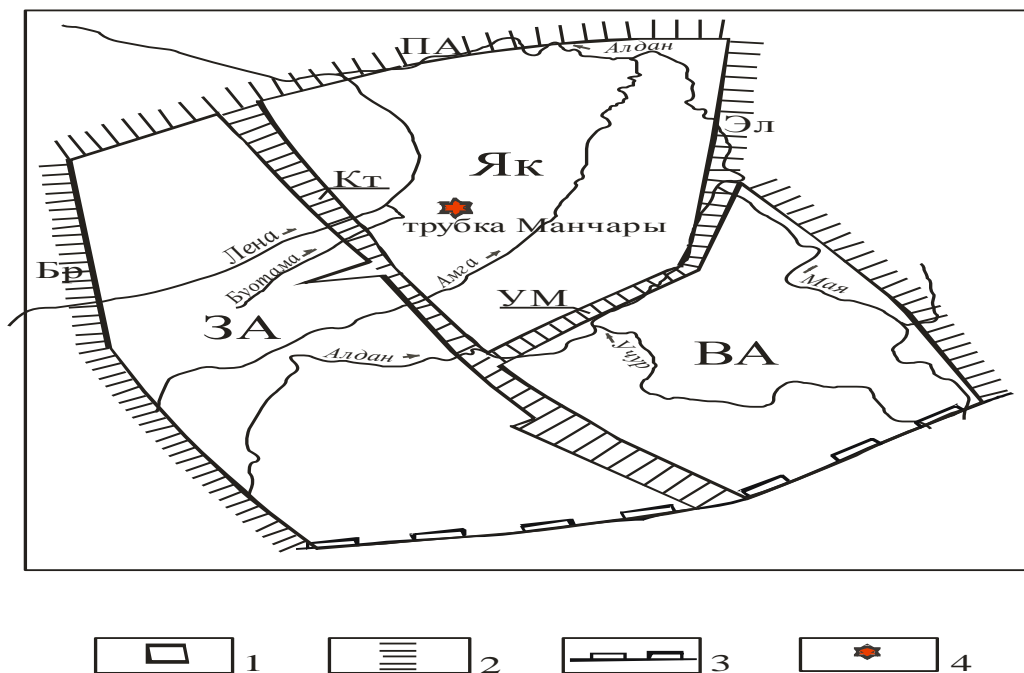 ПА
Алдан
Эл
Як
Кт
трубка Манчары
Лена
Бр
Буотама
Амга
Мая
УМ
ЗА
Алдан
Учур
ВА
1
2
3
4